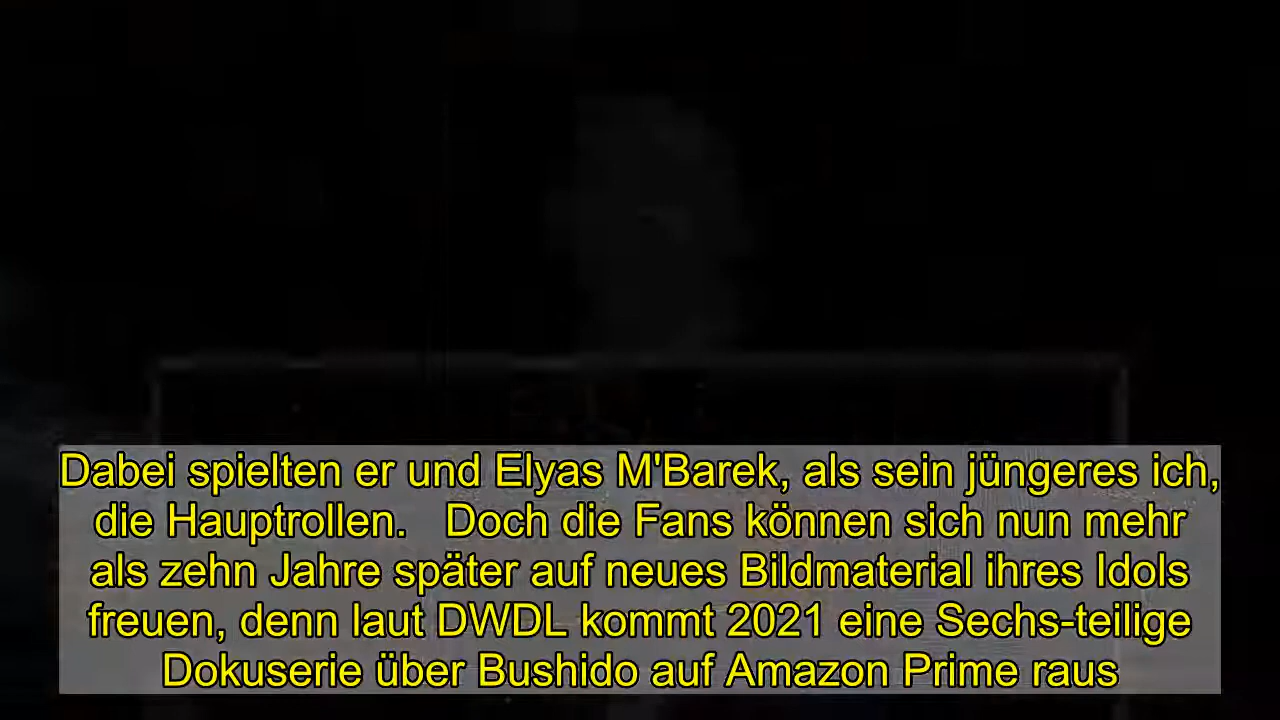 Dabei spielten er und Elyas M'Barek, als sein jüngeres ich,
die Hauptrollen.   Doch die Fans können sich nun mehr
als zehn Jahre später auf neues Bildmaterial ihres Idols
freuen, denn laut DWDL kommt 2021 eine Sechs-teilige
Dokuserie über Bushido auf Amazon Prime raus